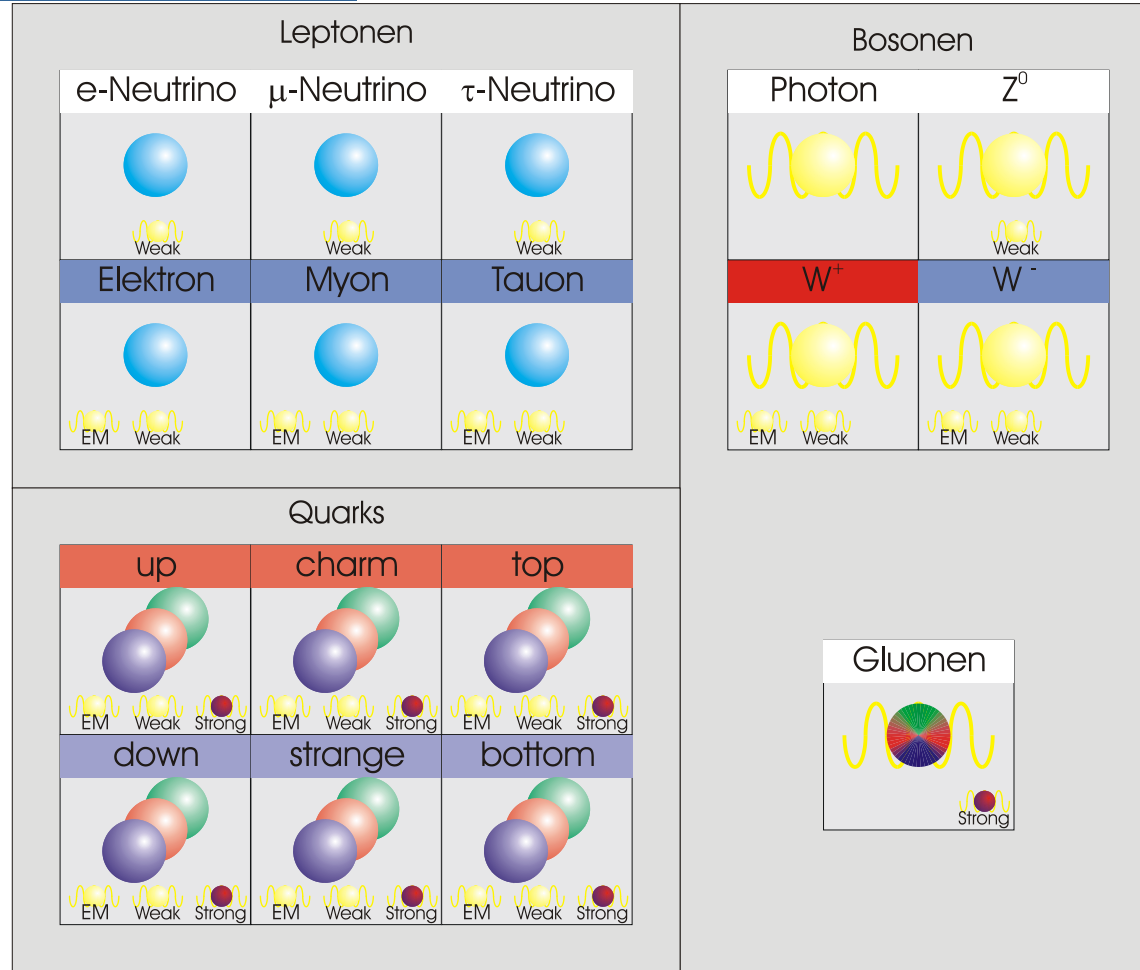 Leptonen
e-Neutrino μ-Neutrino τ-Neutrino
Weak Weak Weak
Elektron Myon Tauon
EM Weak EM Weak EM Weak
Bosonen
Photon Z⁰
Weak
W⁺ W⁻
EM Weak EM Weak
Quarks
up charm top
EM Weak Strong EM Weak Strong EM Weak Strong
down strange bottom
EM Weak Strong EM Weak Strong EM Weak Strong
Gluonen
Strong